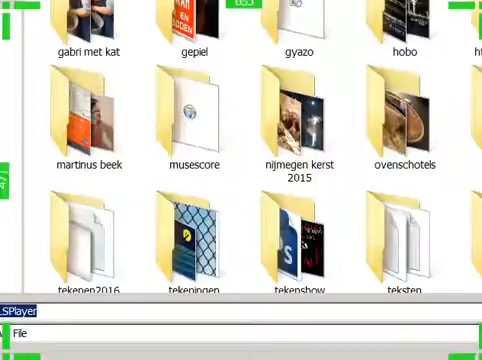 gabri met kat gepiel gyazo hobo
martinus beek musescore nijmegen kerst 2015 ovenschotels
tekenen2016 tekeningen tekenshow teksten
LSPlayer
File